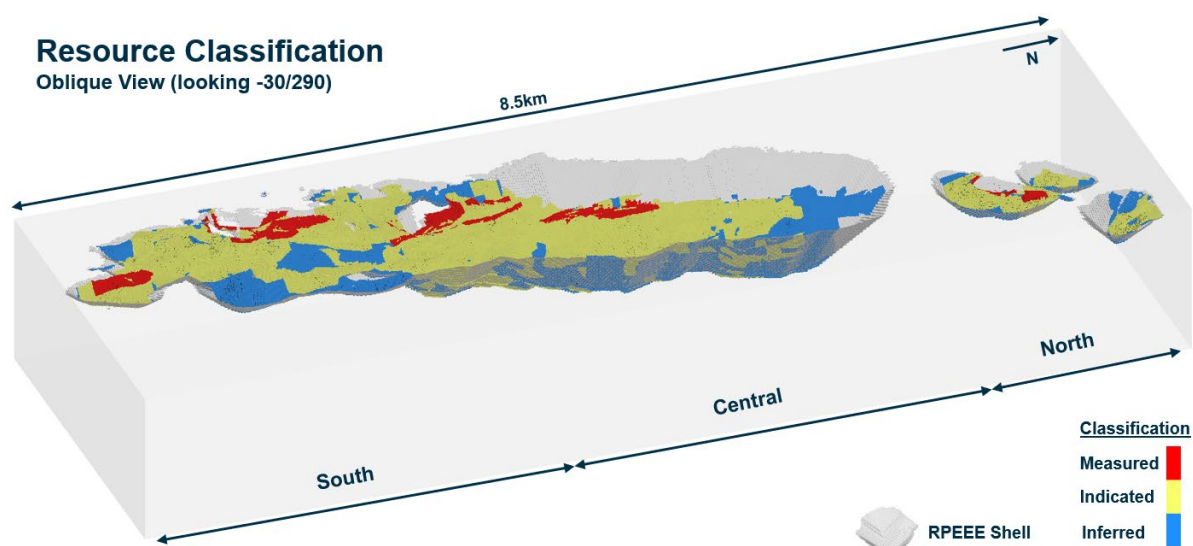 Resource Classification
Oblique View (looking -30/290)
8.5km
N
North
Central
South
Classification
Measured
Indicated
Inferred
RPEEE Shell